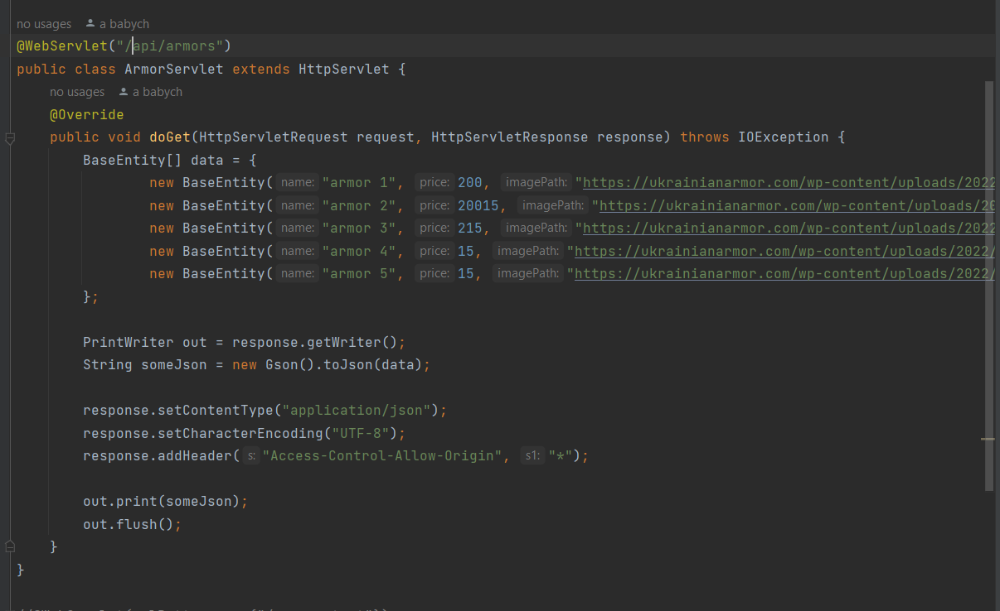 no usages a babych
@WebServlet("/api/armors")
public class ArmorServlet extends HttpServlet {
no usages a babych
@Override
public void doGet(HttpServletRequest request, HttpServletResponse response) throws IOException {
BaseEntity[] data = {
new BaseEntity( name: "armor 1", price: 200, imagePath: "https://ukrainianarmor.com/wp-content/uploads/2022
new BaseEntity( name: "armor 2", price: 20015, imagePath: "https://ukrainianarmor.com/wp-content/uploads/20
new BaseEntity( name: "armor 3", price: 215, imagePath: "https://ukrainianarmor.com/wp-content/uploads/2022
new BaseEntity( name: "armor 4", price: 15, imagePath: "https://ukrainianarmor.com/wp-content/uploads/2022/
new BaseEntity( name: "armor 5", price: 15, imagePath: "https://ukrainianarmor.com/wp-content/uploads/2022/
};
PrintWriter out = response.getWriter();
String someJson = new Gson().toJson(data);
response.setContentType("application/json");
response.setCharacterEncoding("UTF-8");
response.addHeader( s: "Access-Control-Allow-Origin", s1: "*");
out.print(someJson);
out.flush();
}
}